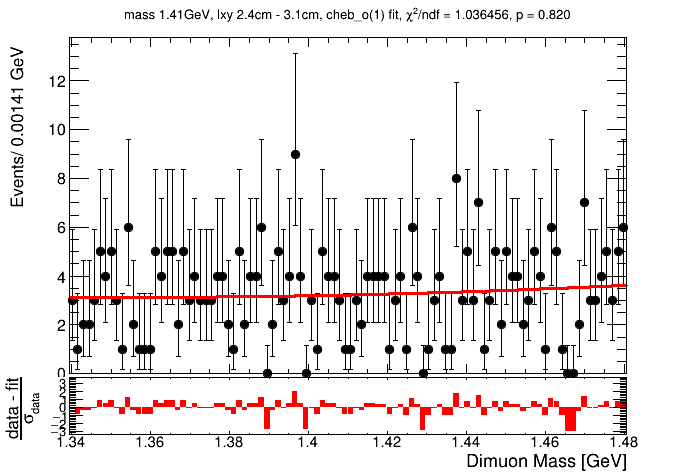 mass 1.41GeV, lxy 2.4cm - 3.1cm, cheb_o(1) fit, χ²/ndf = 1.036456, p = 0.820
Events/ 0.00141 GeV
12
10
8
6
4
2
0
data - fit
σdata
3
2
1
0
−1
−2
−3
1.34 1.36 1.38 1.4 1.42 1.44 1.46 1.48
Dimuon Mass [GeV]